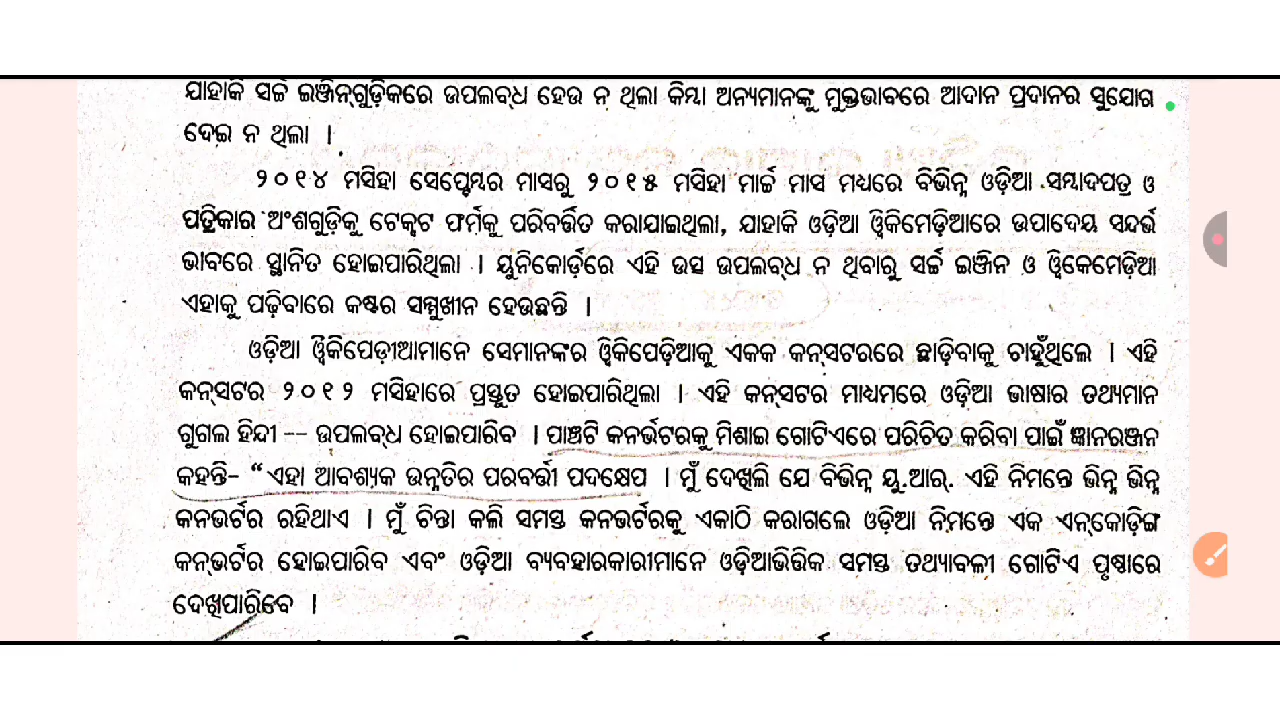 ଯାହାକି ସର୍ଚ୍ଚ ଇଞ୍ଜିନ୍‌ଗୁଡ଼ିକରେ ଉପଲବ୍ଧ ହେଉ ନ ଥିଲା କିମ୍ବା ଅନ୍ୟମାନଙ୍କୁ ମୁକ୍ତଭାବରେ ଆଦାନ ପ୍ରଦାନର ସୁଯୋଗ
ଦେଇ ନ ଥିଲା ।
୨୦୧୪ ମସିହା ସେପ୍ଟେମ୍ବର ମାସରୁ ୨୦୧୫ ମସିହା ମାର୍ଚ୍ଚ ମାସ ମଧ୍ୟରେ ବିଭିନ୍ନ ଓଡ଼ିଆ ସମ୍ବାଦପତ୍ର ଓ
ପତ୍ରିକାର ଅଂଶଗୁଡ଼ିକୁ ଟେକ୍ସଟ ଫର୍ମକୁ ପରିବର୍ତ୍ତିତ କରାଯାଇଥିଲା, ଯାହାକି ଓଡ଼ିଆ ୱିକିମେଡ଼ିଆରେ ଉପାଦେୟ ସନ୍ଦର୍ଭ
ଭାବରେ ସ୍ଥାନିତ ହୋଇପାରିଥିଲା । ୟୁନିକୋର୍ଡ଼ରେ ଏହି ଉତ୍ସ ଉପଲବ୍ଧ ନ ଥିବାରୁ ସର୍ଚ୍ଚ ଇଞ୍ଜିନ ଓ ୱିକେମେଡ଼ିଆ
ଏହାକୁ ପଢ଼ିବାରେ କଷ୍ଟର ସମ୍ମୁଖୀନ ହେଉଛନ୍ତି ।
ଓଡ଼ିଆ ୱିକିପେଡ଼ୀଆମାନେ ସେମାନଙ୍କର ୱିକିପେଡ଼ିଆକୁ ଏକକ କନ୍‌ସଟରରେ ଛାଡ଼ିବାକୁ ଚାହୁଁଥିଲେ । ଏହି
କନ୍‌ସଟର ୨୦୧୨ ମସିହାରେ ପ୍ରସ୍ତୁତ ହୋଇପାରିଥିଲା । ଏହି କନ୍‌ସଟର ମାଧ୍ୟମରେ ଓଡ଼ିଆ ଭାଷାର ତଥ୍ୟମାନ
ଗୁଗଲ ହିନ୍ଦୀ -- ଉପଲବ୍ଧ ହୋଇପାରିବ । ପାଞ୍ଚଟି କନର୍ଭଟରକୁ ମିଶାଇ ଗୋଟିଏରେ ପରିଚିତ କରିବା ପାଇଁ ଜ୍ଞାନରଞ୍ଜନ
କହନ୍ତି- “ ଏହା ଆବଶ୍ୟକ ଉନ୍ନତିର ପରବର୍ତ୍ତୀ ପଦକ୍ଷେପ । ମୁଁ ଦେଖିଲି ଯେ ବିଭିନ୍ନ ୟୁ.ଆର୍. ଏହି ନିମନ୍ତେ ଭିନ୍ନ ଭିନ୍ନ
କନଭର୍ଟର ରହିଥାଏ । ମୁଁ ଚିନ୍ତା କଲି ସମସ୍ତ କନଭର୍ଟରକୁ ଏକାଠି କରାଗଲେ ଓଡ଼ିଆ ନିମନ୍ତେ ଏକ ଏନ୍‌କୋଡ଼ିଙ୍ଗ
କନ୍‌ଭର୍ଟର ହୋଇପାରିବ ଏବଂ ଓଡ଼ିଆ ବ୍ୟବହାରକାରୀମାନେ ଓଡ଼ିଆଭିତ୍ତିକ ସମସ୍ତ ତଥ୍ୟାବଳୀ ଗୋଟିଏ ପୃଷ୍ଠାରେ
ଦେଖିପାରିବେ ।